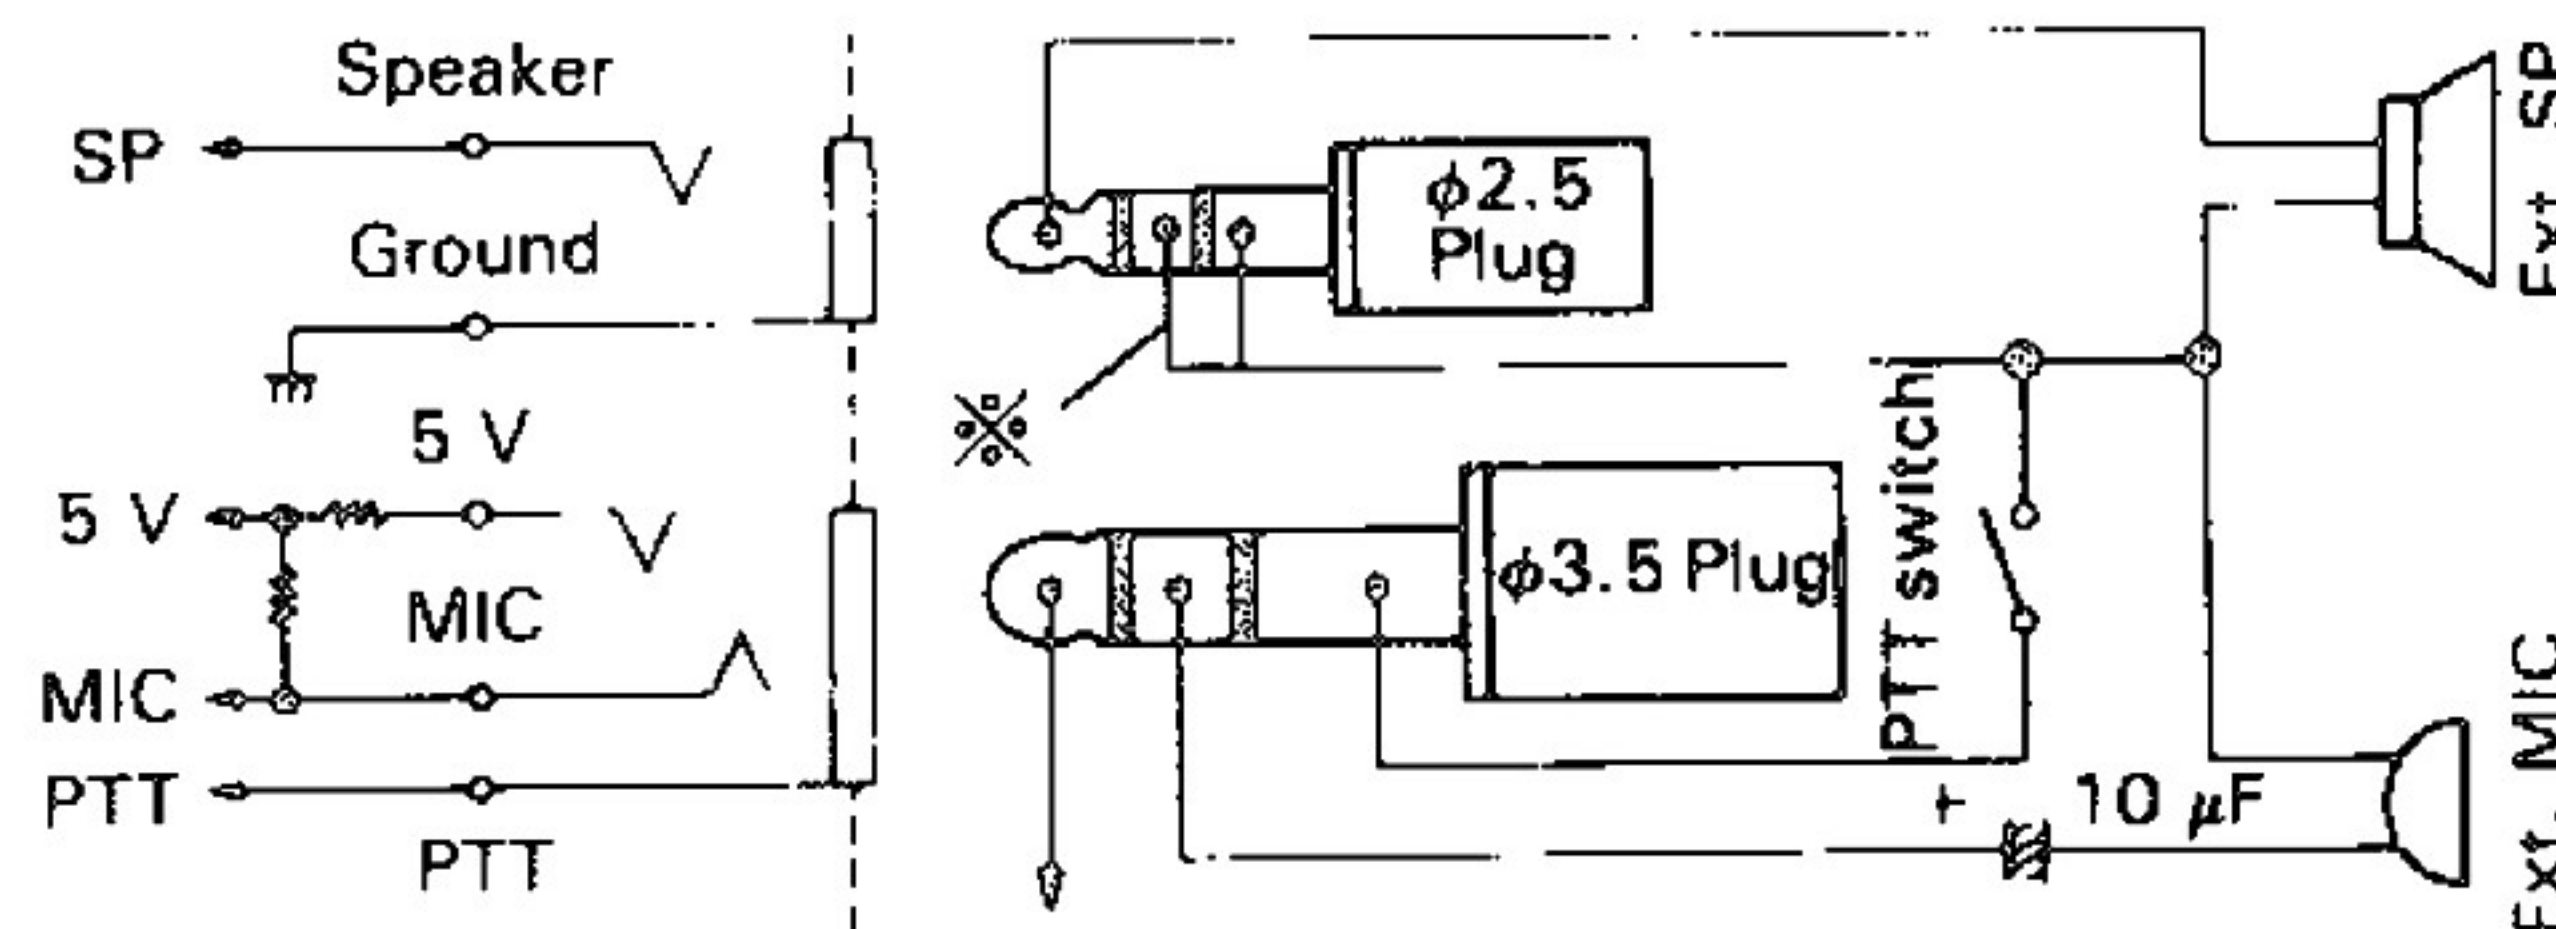 Speaker
SP
Ground
5 V
5 V
MIC
MIC
PTT
PTT
※
φ2.5
Plug
φ3.5 Plug
PTT switch
+ 10 μF
Ext. SP
Ext. MIC